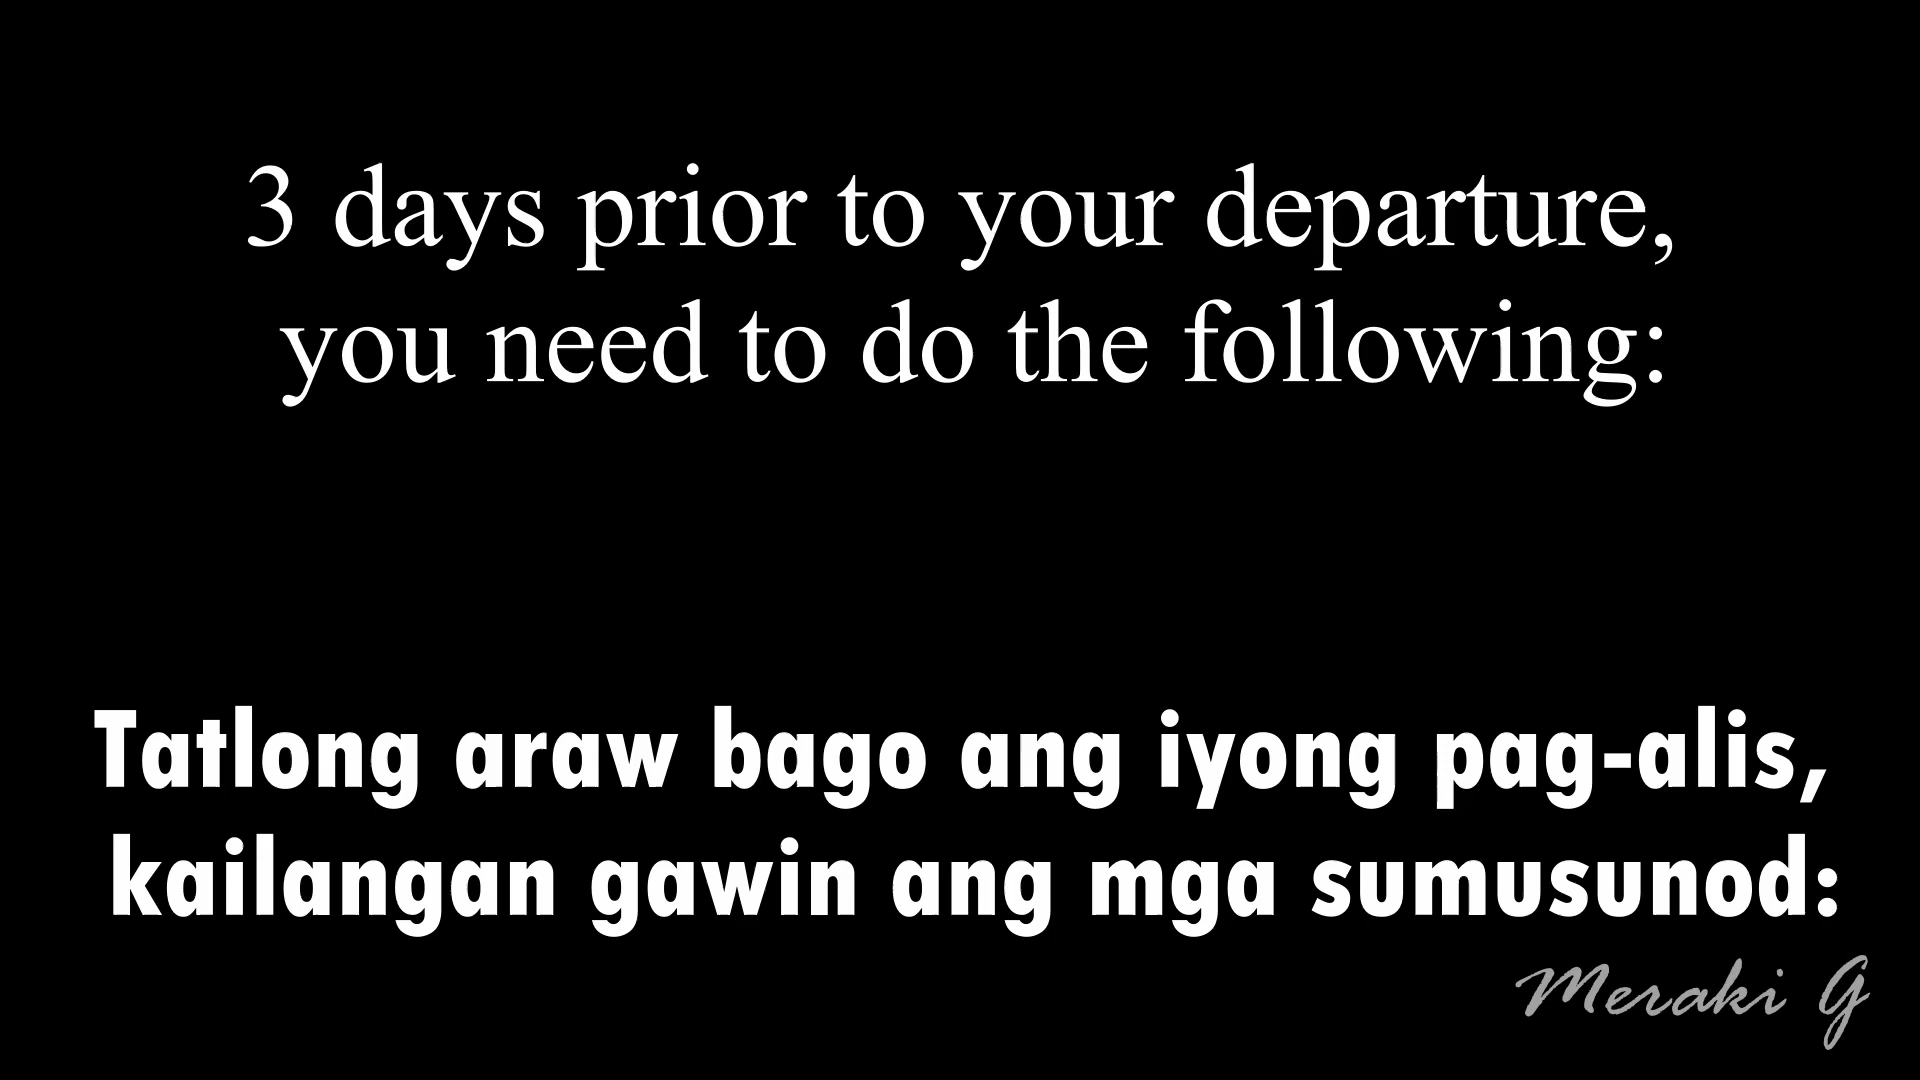 3 days prior to your departure,
you need to do the following:
Tatlong araw bago ang iyong pag-alis,
kailangan gawin ang mga sumusunod:
Meraki G